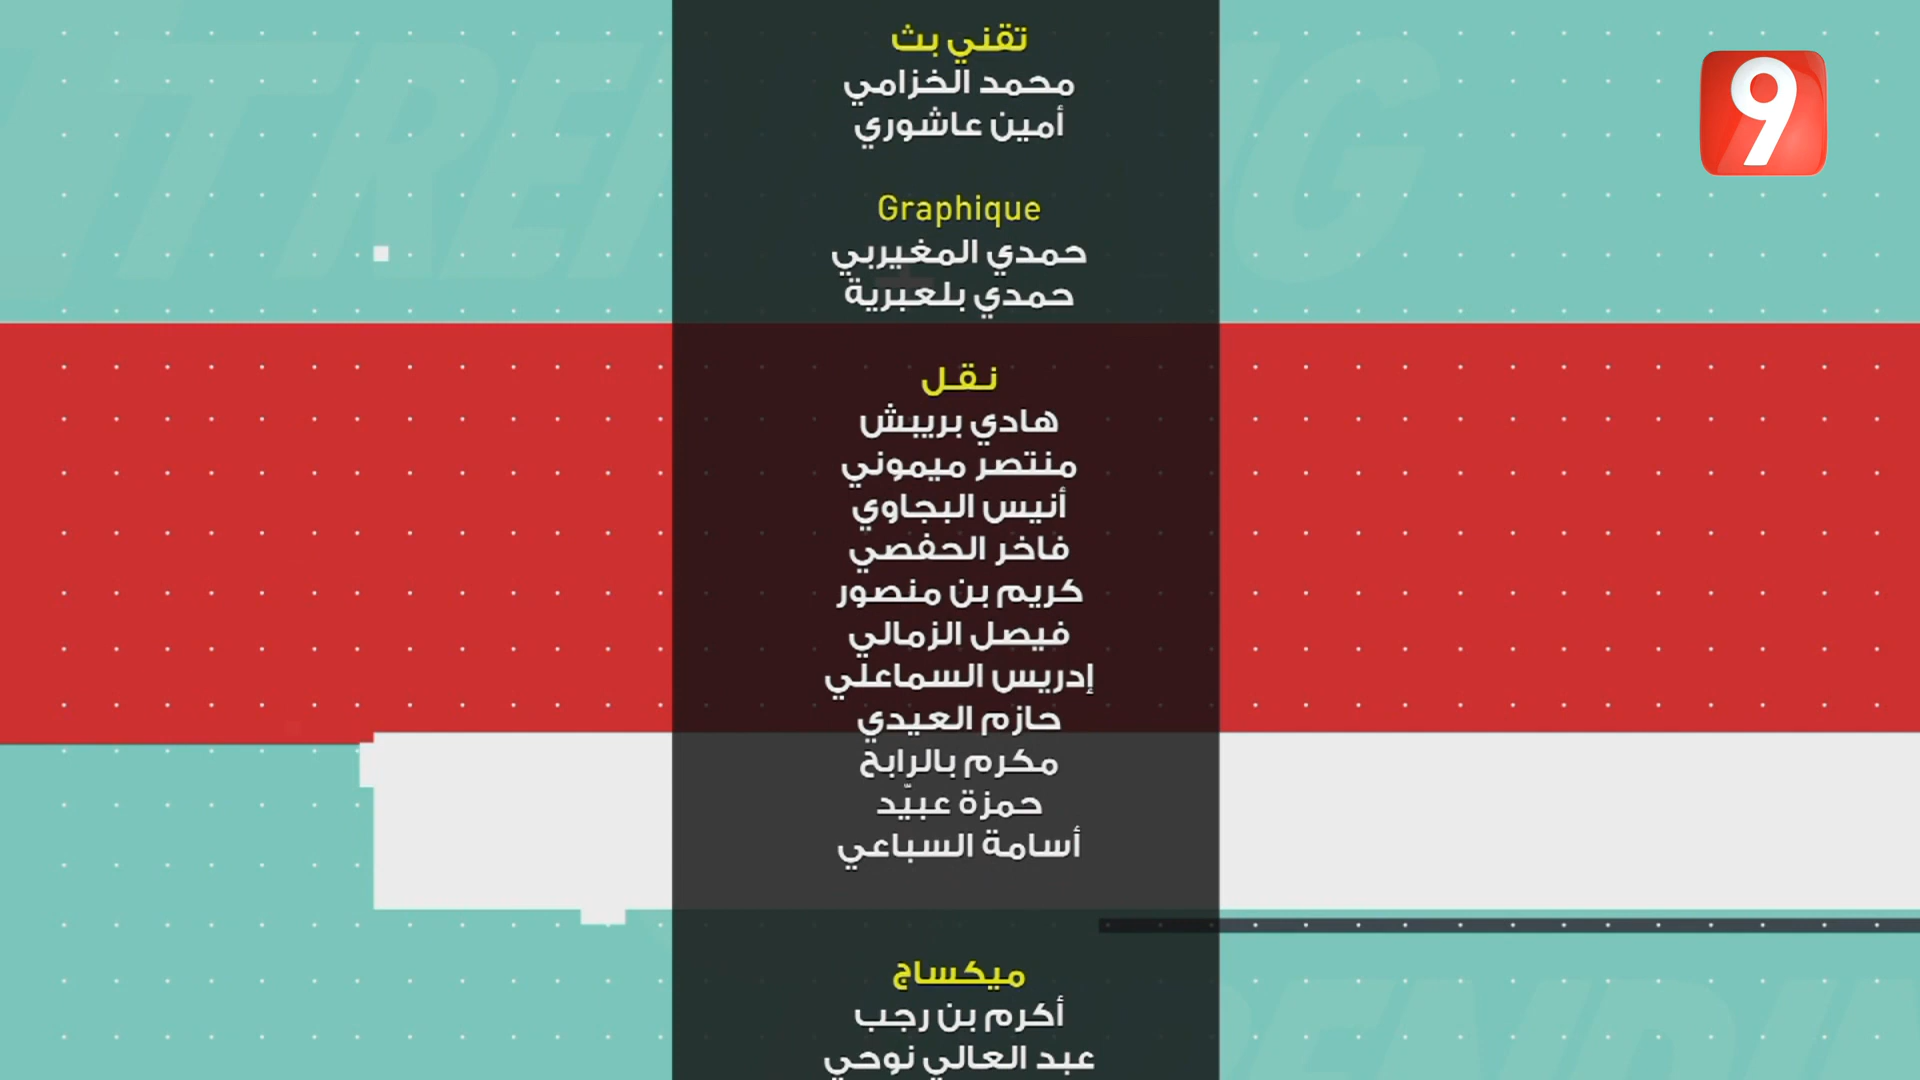 تقني بث
محمد الخزامي
أمين عاشوري
9
Graphique
حمدي المغيربي
حمدي بلعبرية
نقل
هادي بريبش
منتصر ميموني
أنيس البجاوي
فاخر الحفصي
كريم بن منصور
فيصل الزمالي
إدريس السماعلي
حازم العيدي
مكرم بالرابح
حمزة عبيّد
أسامة السباعي
ميكساج
أكرم بن رجب
عبد العالي نوحي